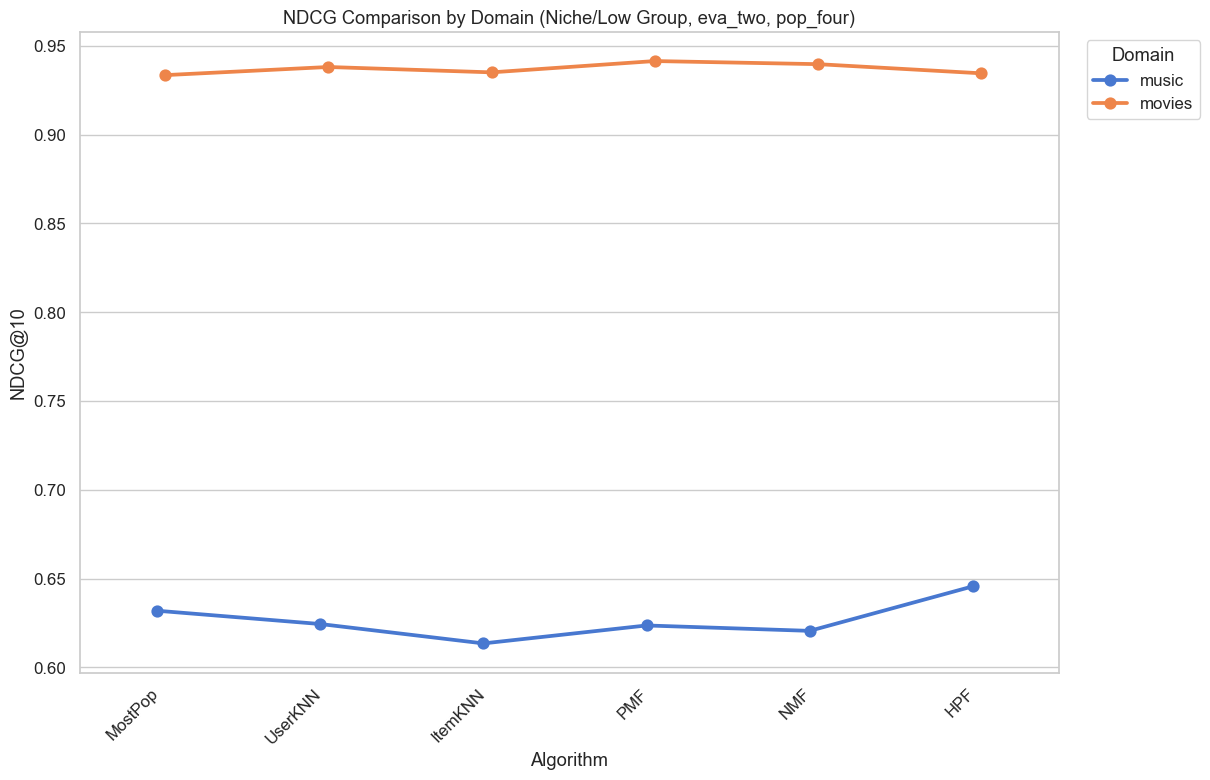 NDCG Comparison by Domain (Niche/Low Group, eva_two, pop_four)
Domain
music
movies
NDCG@10
0.95
0.90
0.85
0.80
0.75
0.70
0.65
0.60
MostPop
UserKNN
ItemKNN
PMF
NMF
HPF
Algorithm